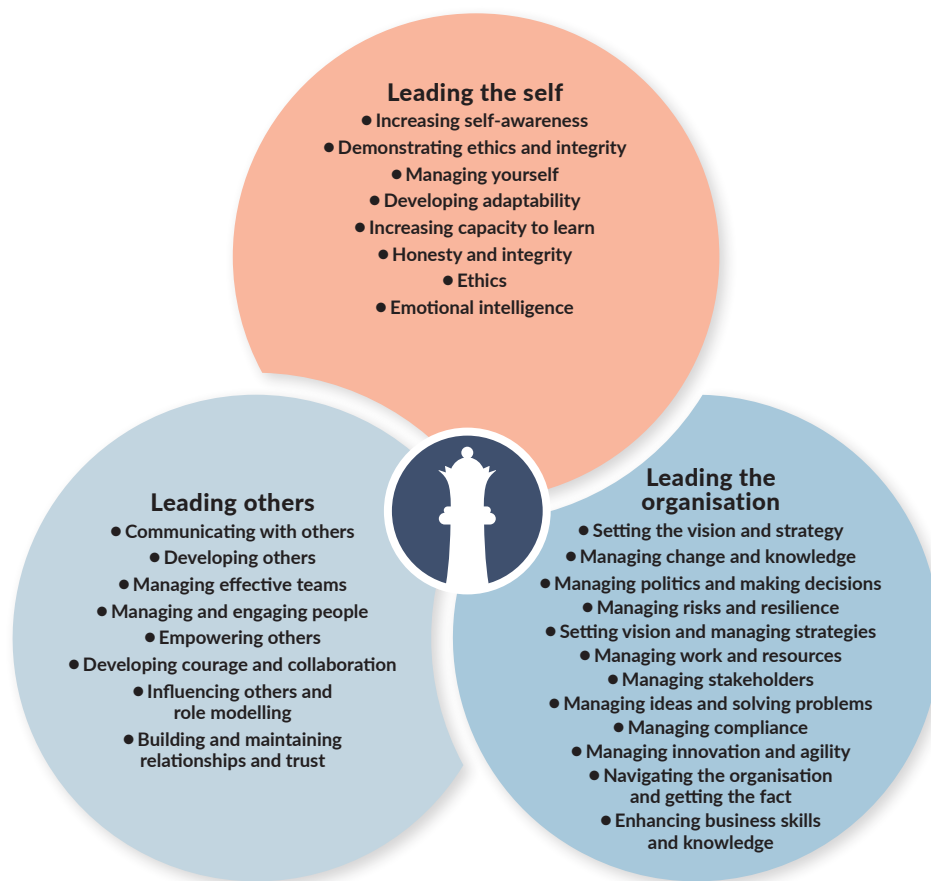 Leading the self
• Increasing self-awareness
• Demonstrating ethics and integrity
• Managing yourself
• Developing adaptability
• Increasing capacity to learn
• Honesty and integrity
• Ethics
• Emotional intelligence
Leading others
• Communicating with others
• Developing others
• Managing effective teams
• Managing and engaging people
• Empowering others
• Developing courage and collaboration
• Influencing others and
role modelling
• Building and maintaining
relationships and trust
Leading the
organisation
• Setting the vision and strategy
• Managing change and knowledge
• Managing politics and making decisions
• Managing risks and resilience
• Setting vision and managing strategies
• Managing work and resources
• Managing stakeholders
• Managing ideas and solving problems
• Managing compliance
• Managing innovation and agility
• Navigating the organisation
and getting the fact
• Enhancing business skills
and knowledge